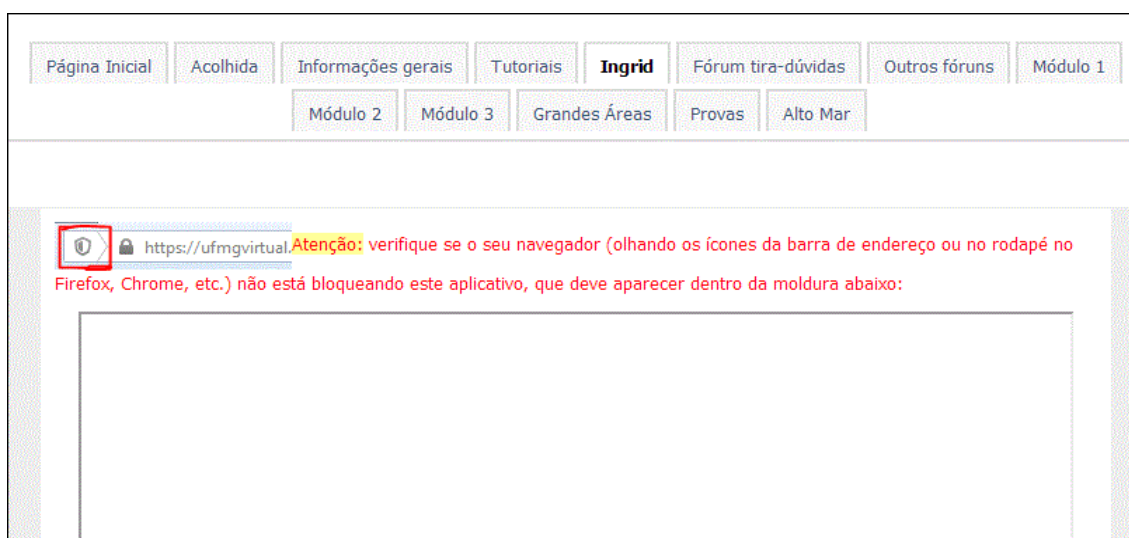 Página Inicial Acolhida Informações gerais Tutoriais Ingrid Fórum tira-dúvidas Outros fóruns Módulo 1
Módulo 2 Módulo 3 Grandes Áreas Provas Alto Mar
https://ufmgvirtual. Atenção: verifique se o seu navegador (olhando os ícones da barra de endereço ou no rodapé no
Firefox, Chrome, etc.) não está bloqueando este aplicativo, que deve aparecer dentro da moldura abaixo: